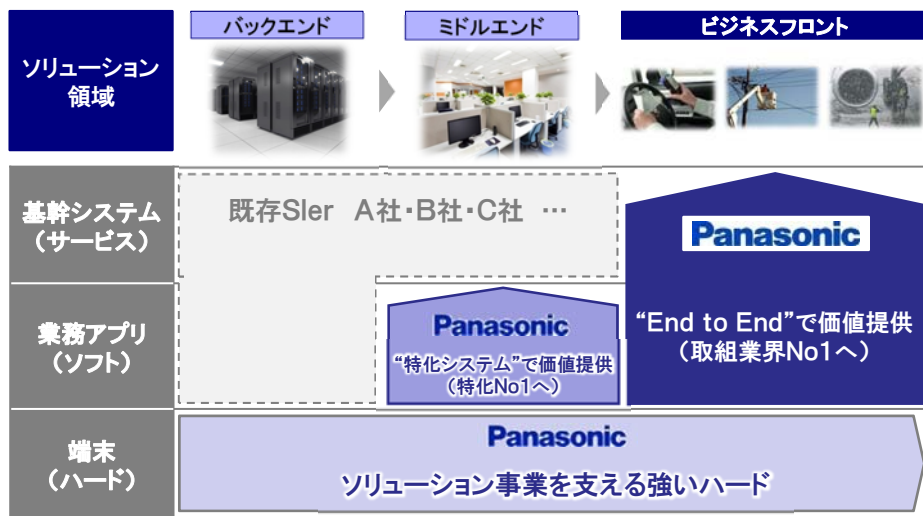 ソリューション
領域
バックエンド
ミドルエンド
ビジネスフロント
基幹システム
（サービス）
既存SIer A社・B社・C社 …
Panasonic
“End to End”で価値提供
（取組業界No1へ）
業務アプリ
（ソフト）
Panasonic
“特化システム”で価値提供
（特化No1へ）
端末
（ハード）
Panasonic
ソリューション事業を支える強いハード